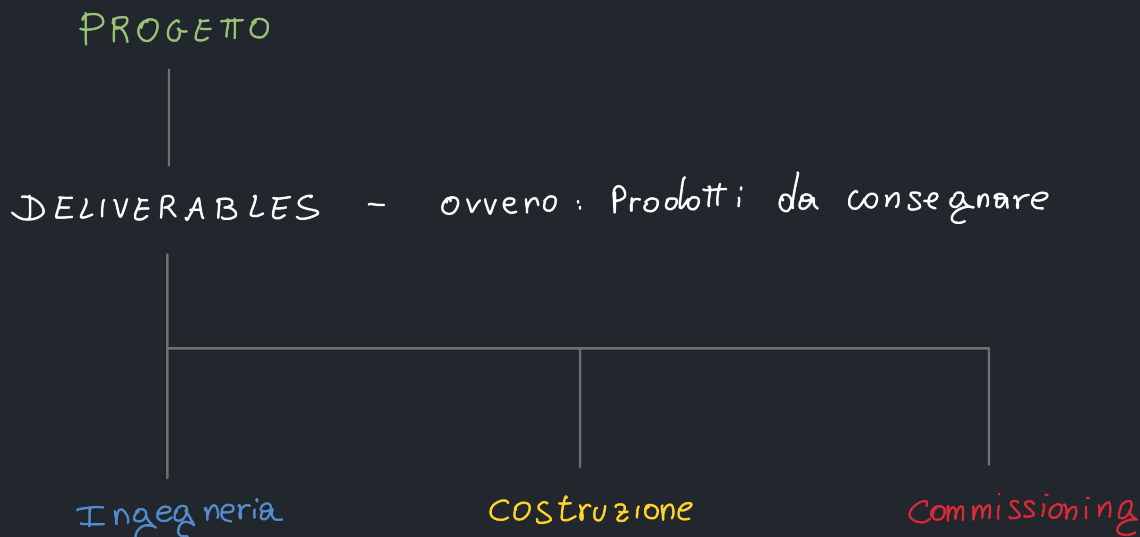 PROGETTO
DELIVERABLES - ovvero: Prodotti da consegnare
Ingegneria Costruzione Commissioning